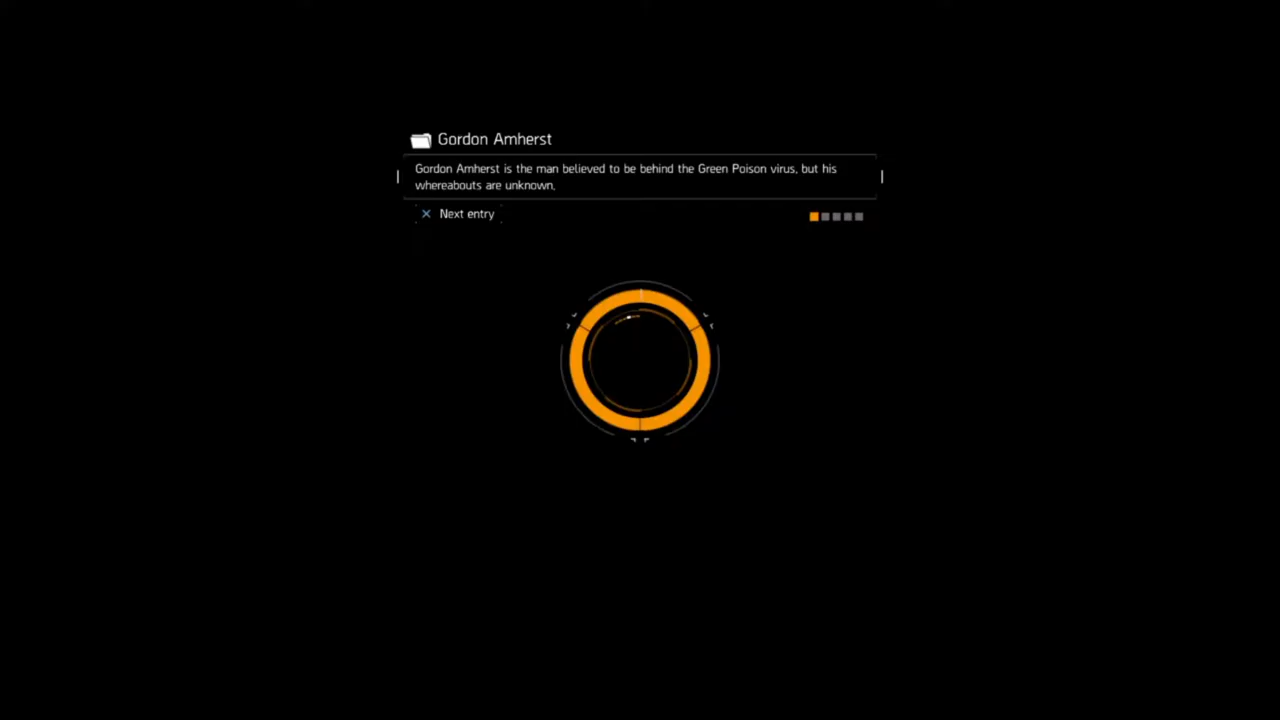 Gordon Amherst
Gordon Amherst is the man believed to be behind the Green Poison virus, but his
whereabouts are unknown.
Next entry